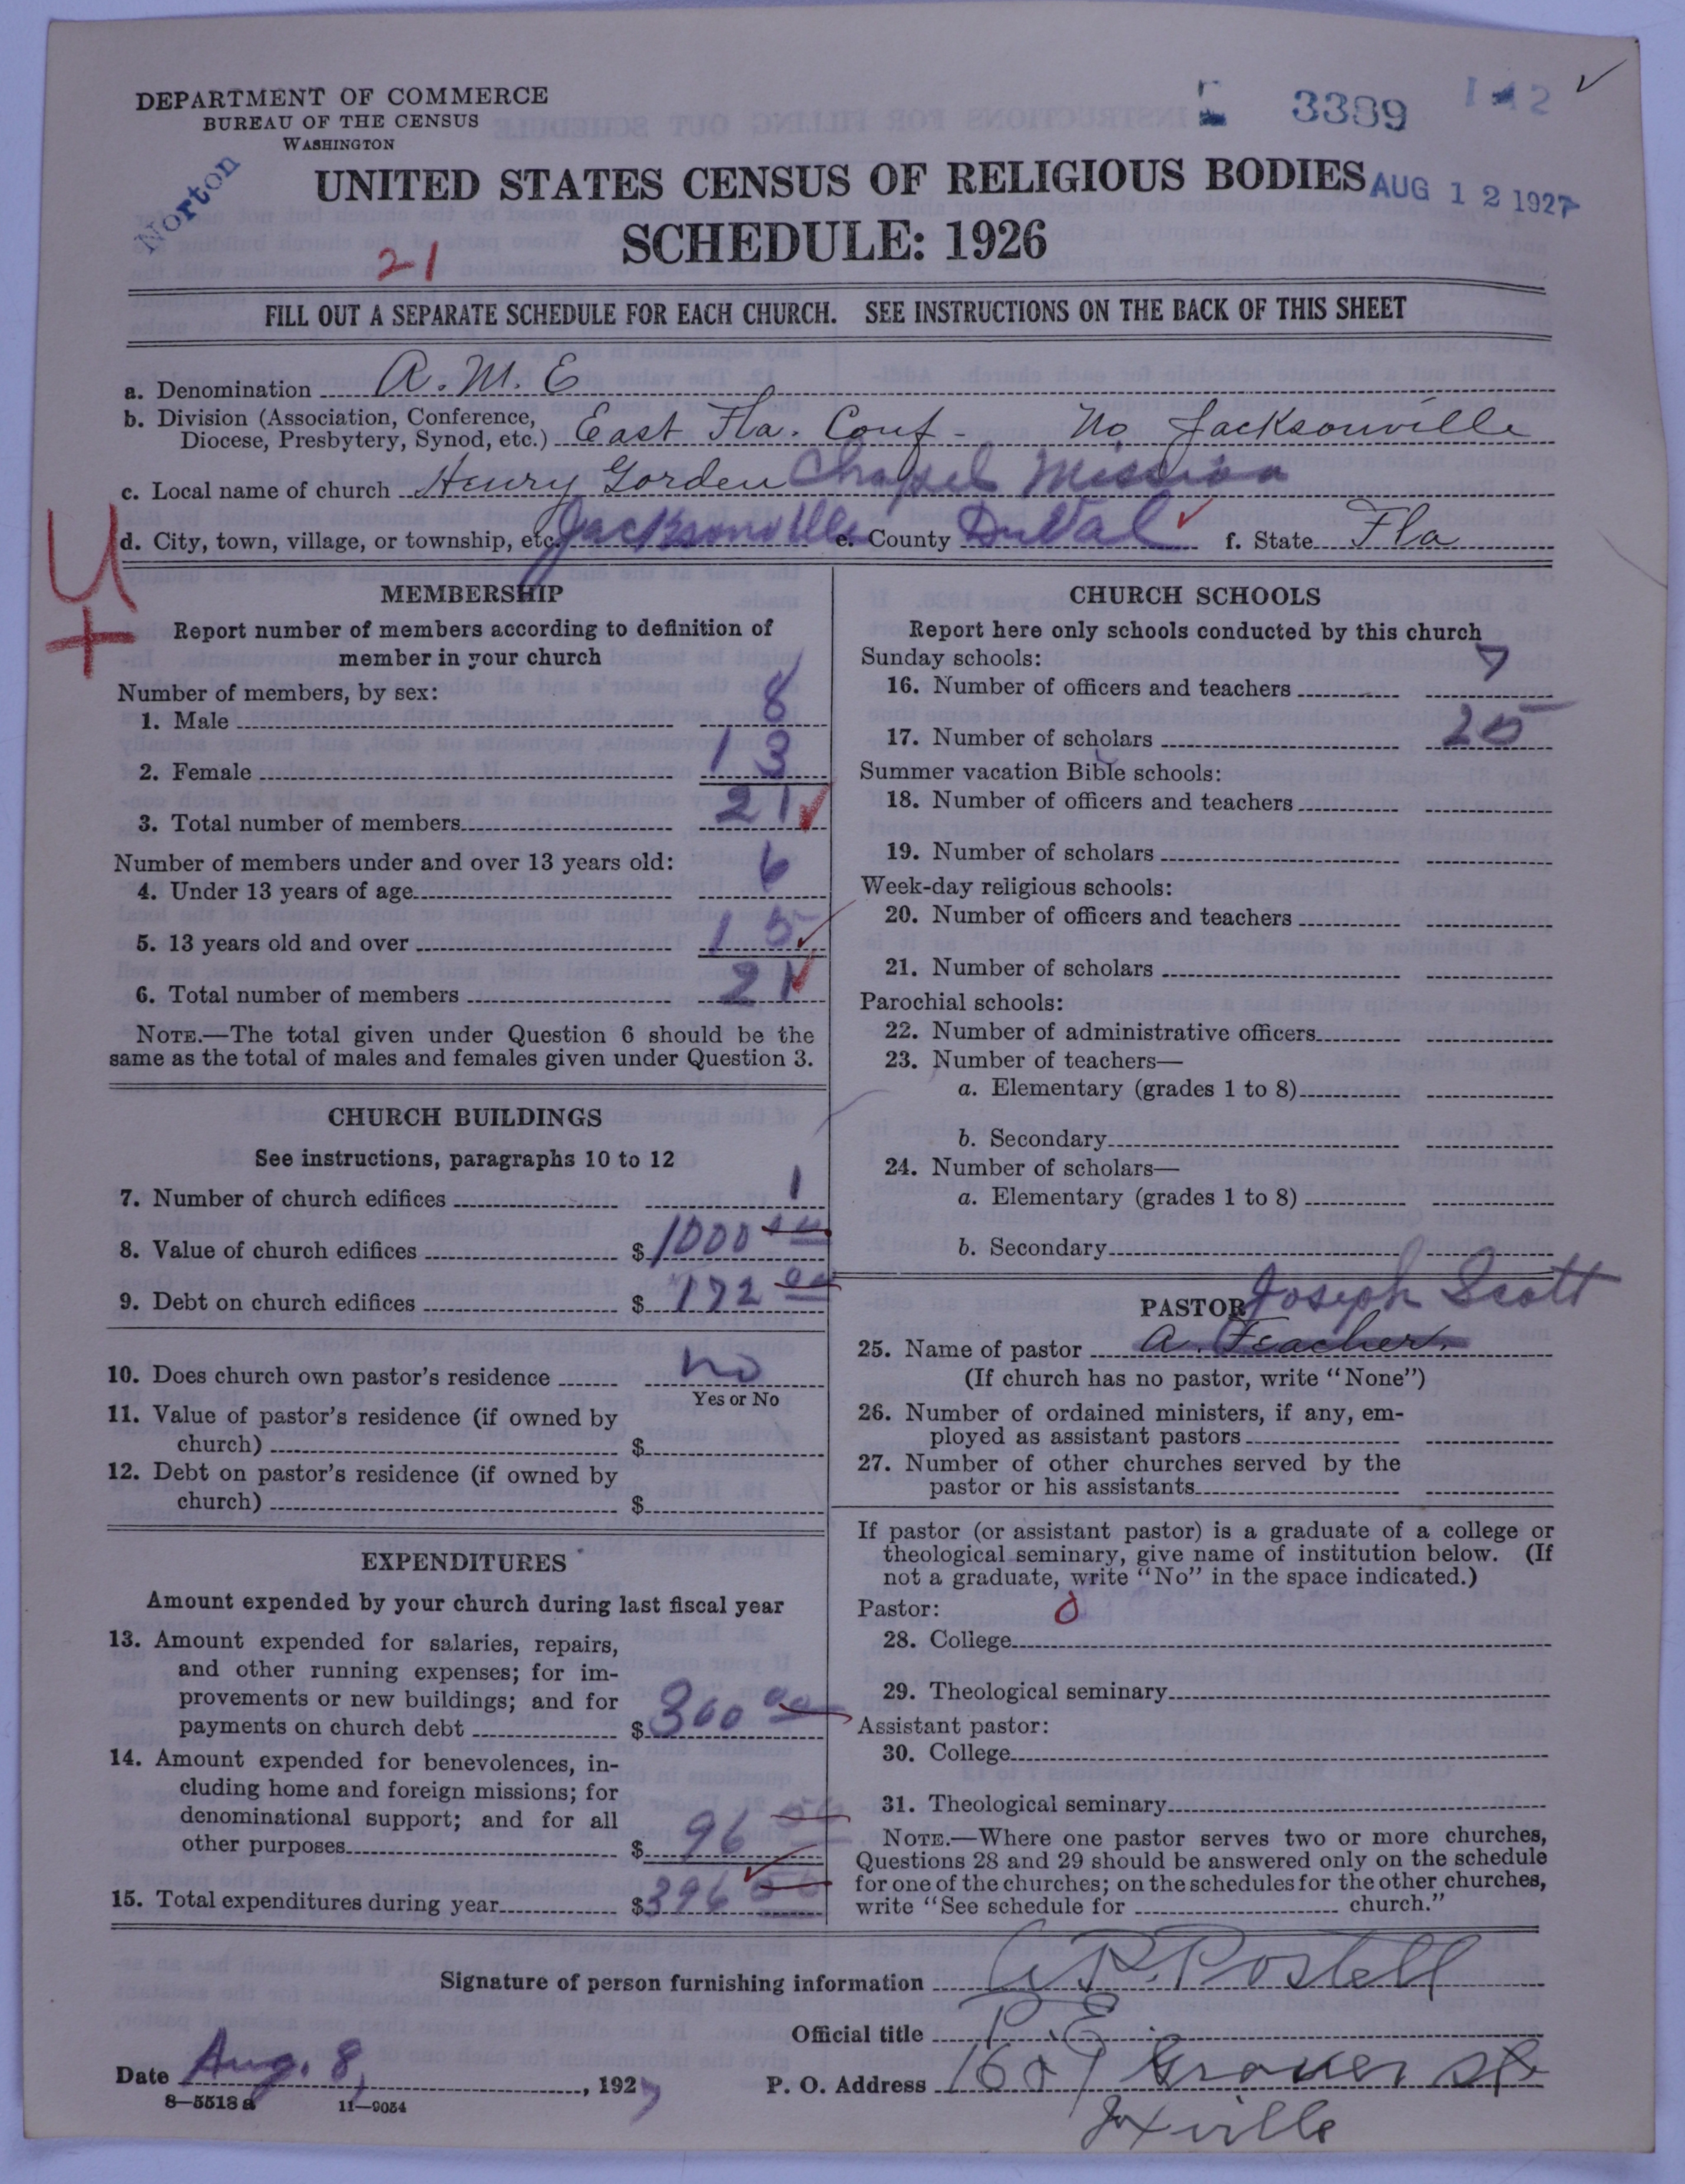 DEPARTMENT OF COMMERCE
BUREAU OF THE CENSUS
WASHINGTON
3389
1-12
Norton
UNITED STATES CENSUS OF RELIGIOUS BODIES
AUG 12 1927
SCHEDULE: 1926
21
FILL OUT A SEPARATE SCHEDULE FOR EACH CHURCH. SEE INSTRUCTIONS ON THE BACK OF THIS SHEET
a. Denomination A. M. E
b. Division (Association, Conference,
Diocese, Presbytery, Synod, etc.) East Fla. Conf - No Jacksonville
c. Local name of church Henry Gorden Chapel Mission
d. City, town, village, or township, etc. Jacksonville e. County DuVal f. State Fla
U
+
MEMBERSHIP
Report number of members according to definition of
member in your church
Number of members, by sex:
1. Male 8
2. Female 13
3. Total number of members 21
Number of members under and over 13 years old:
4. Under 13 years of age 6
5. 13 years old and over 15
6. Total number of members 21
NOTE.—The total given under Question 6 should be the
same as the total of males and females given under Question 3.
CHURCH BUILDINGS
See instructions, paragraphs 10 to 12
7. Number of church edifices 1
8. Value of church edifices $ 1000 00
9. Debt on church edifices $ 172 00
10. Does church own pastor's residence no
Yes or No
11. Value of pastor's residence (if owned by
church) $
12. Debt on pastor's residence (if owned by
church) $
EXPENDITURES
Amount expended by your church during last fiscal year
13. Amount expended for salaries, repairs,
and other running expenses; for im-
provements or new buildings; and for
payments on church debt $ 300 00
14. Amount expended for benevolences, in-
cluding home and foreign missions; for
denominational support; and for all
other purposes $ 96 00
15. Total expenditures during year $ 396 00
CHURCH SCHOOLS
Report here only schools conducted by this church
Sunday schools:
16. Number of officers and teachers 7
17. Number of scholars 25
Summer vacation Bible schools:
18. Number of officers and teachers
19. Number of scholars
Week-day religious schools:
20. Number of officers and teachers
21. Number of scholars
Parochial schools:
22. Number of administrative officers
23. Number of teachers—
a. Elementary (grades 1 to 8)
b. Secondary
24. Number of scholars—
a. Elementary (grades 1 to 8)
b. Secondary
PASTOR Joseph Scott
25. Name of pastor A. Teacher
(If church has no pastor, write "None")
26. Number of ordained ministers, if any, em-
ployed as assistant pastors
27. Number of other churches served by the
pastor or his assistants
If pastor (or assistant pastor) is a graduate of a college or
theological seminary, give name of institution below. (If
not a graduate, write "No" in the space indicated.)
Pastor: 0
28. College
29. Theological seminary
Assistant pastor:
30. College
31. Theological seminary
NOTE.—Where one pastor serves two or more churches,
Questions 28 and 29 should be answered only on the schedule
for one of the churches; on the schedules for the other churches,
write "See schedule for church."
Signature of person furnishing information A R. Postell
Official title P. E.
Date Aug. 8, 1927 P. O. Address 1607 Grover St
8—5518 a 11—9054 Jxville